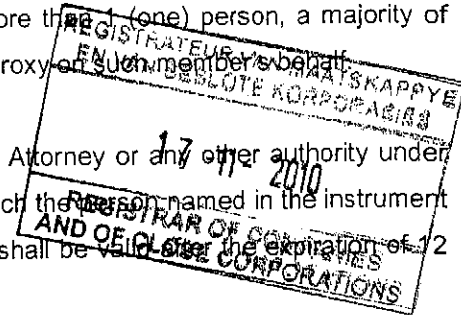 ore than 1 (one) person, a majority of
roxy on such member's behalf.
REGISTRATEUR VAN MAATSKAPPYE
EN VAN BESLOTE KORPORASIES
17 -11- 2010
Attorney or any other authority under
ch the person named in the instrument
REGISTRAR OF COMPANIES
AND OF CLOSE CORPORATIONS
shall be valid after the expiration of 12